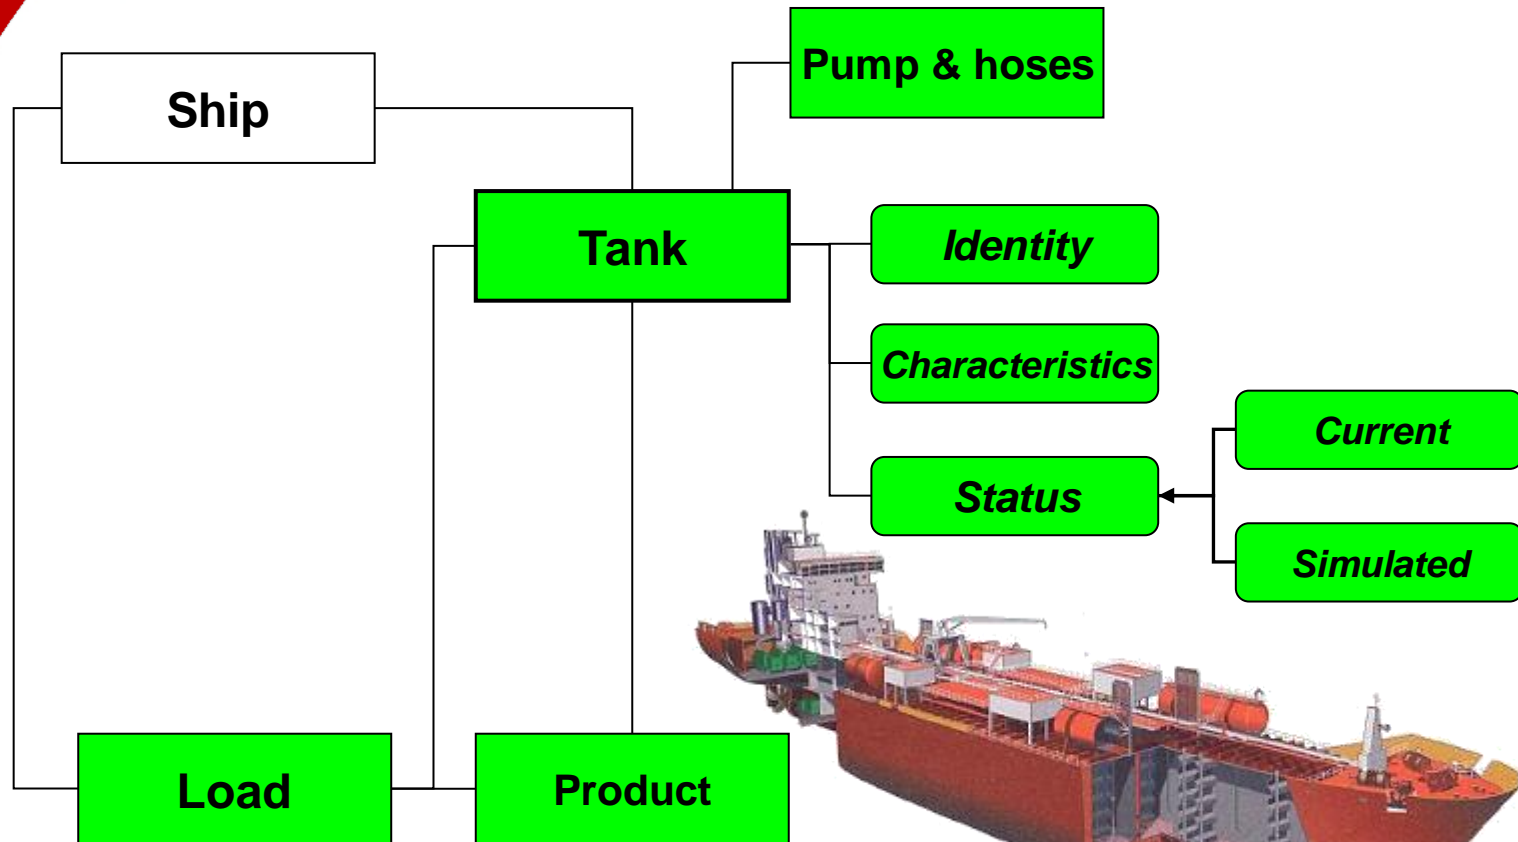 Pump & hoses
Ship
Tank
Identity
Characteristics
Current
Status
Simulated
Load
Product